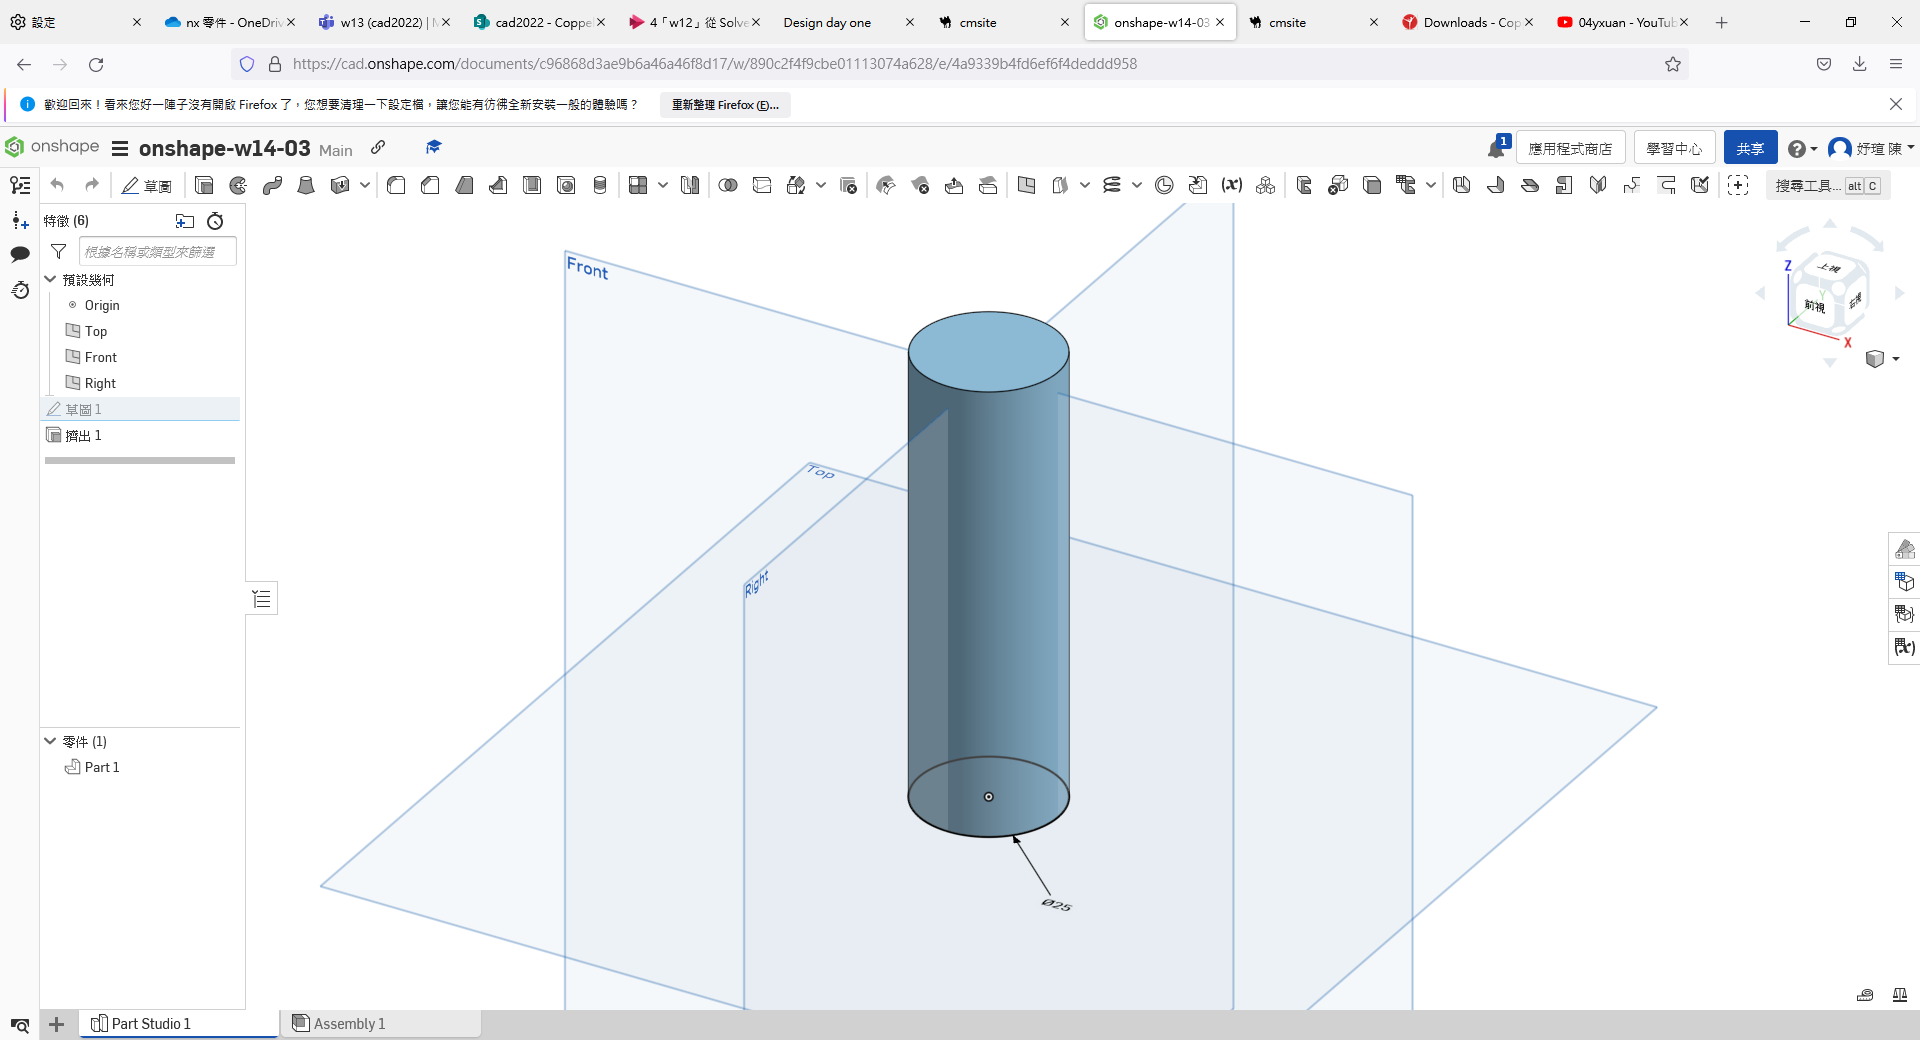 設定
nx 零件 - OneDriv
w13 (cad2022) | M
cad2022 - Coppel
4「w12」從 Solve
Design day one
cmsite
onshape-w14-03
cmsite
Downloads - Cop
04yxuan - YouTub
https://cad.onshape.com/documents/c96868d3ae9b6a46a46f8d17/w/890c2f4f9cbe01113074a628/e/4a9339b4fd6ef6f4deddd958
歡迎回來！看來您好一陣子沒有開啟 Firefox 了，您想要清理一下設定檔，讓您能有彷彿全新安裝一般的體驗嗎？
重新整理 Firefox (E)...
onshape
onshape-w14-03 Main
1
應用程式商店
學習中心
共享
妤瑄 陳
草圖
(x)
搜尋工具... alt C
特徵 (6)
根據名稱或類型來篩選
預設幾何
Origin
Top
Front
Right
草圖 1
擠出 1
零件 (1)
Part 1
Front
Top
Right
Ø25
Z
上視
Y
前視
右視
X
(x)
Part Studio 1
Assembly 1